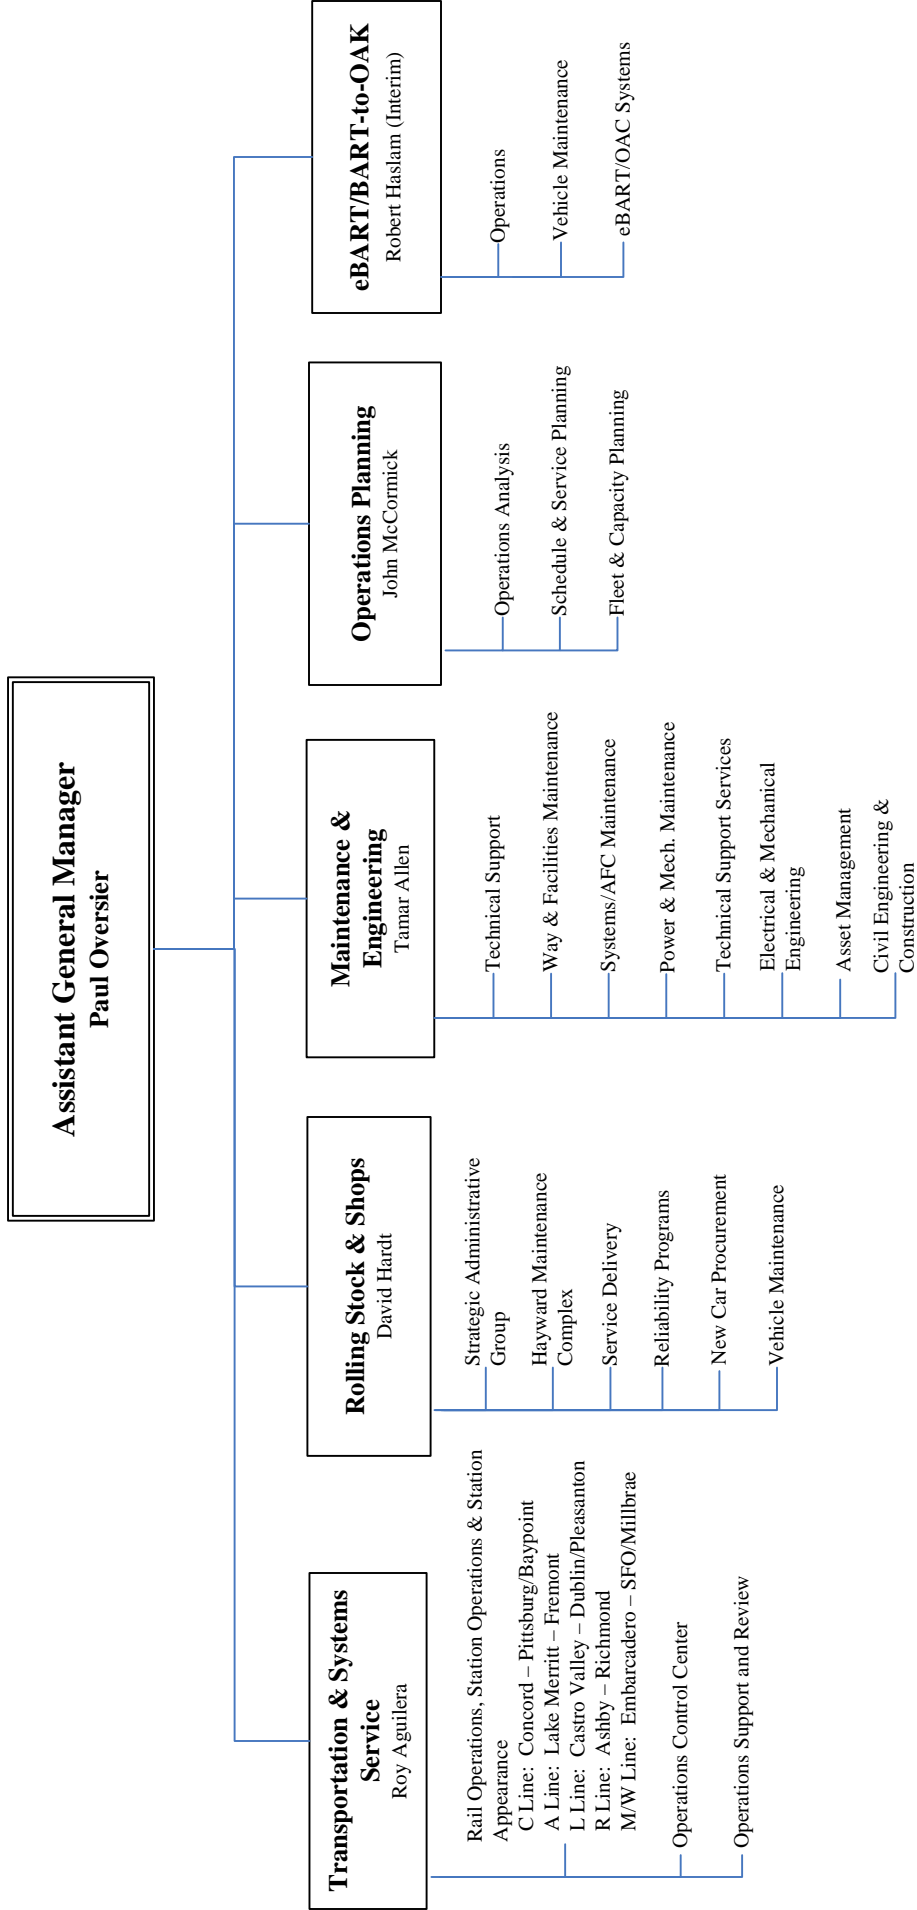 Assistant General Manager
Paul Oversier
Transportation & Systems
Service
Roy Aguilera
Rail Operations, Station Operations & Station
Appearance
C Line: Concord – Pittsburg/Baypoint
A Line: Lake Merritt – Fremont
L Line: Castro Valley – Dublin/Pleasanton
R Line: Ashby – Richmond
M/W Line: Embarcadero – SFO/Millbrae
Operations Control Center
Operations Support and Review
Rolling Stock & Shops
David Hardt
Strategic Administrative
Group
Hayward Maintenance
Complex
Service Delivery
Reliability Programs
New Car Procurement
Vehicle Maintenance
Maintenance &
Engineering
Tamar Allen
Technical Support
Way & Facilities Maintenance
Systems/AFC Maintenance
Power & Mech. Maintenance
Technical Support Services
Electrical & Mechanical
Engineering
Asset Management
Civil Engineering &
Construction
Operations Planning
John McCormick
Operations Analysis
Schedule & Service Planning
Fleet & Capacity Planning
eBART/BART-to-OAK
Robert Haslam (Interim)
Operations
Vehicle Maintenance
eBART/OAC Systems